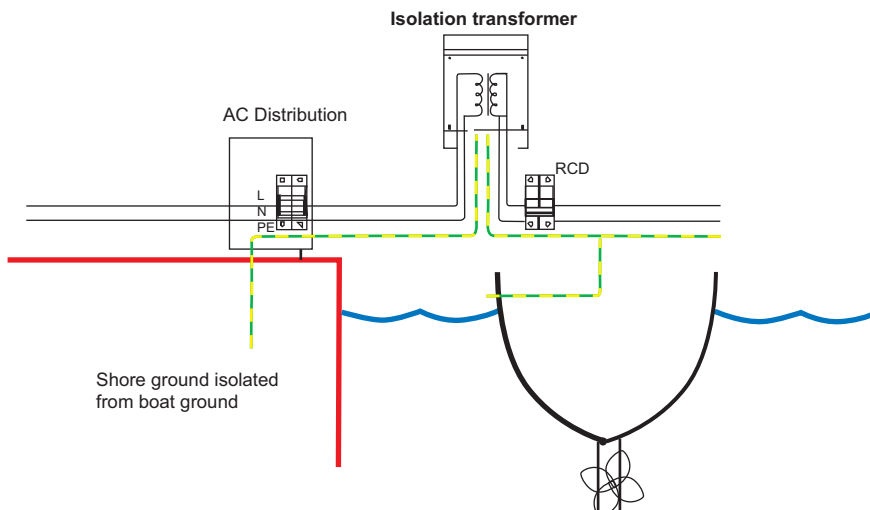 Isolation transformer
AC Distribution
RCD
L
N
PE
Shore ground isolated
from boat ground